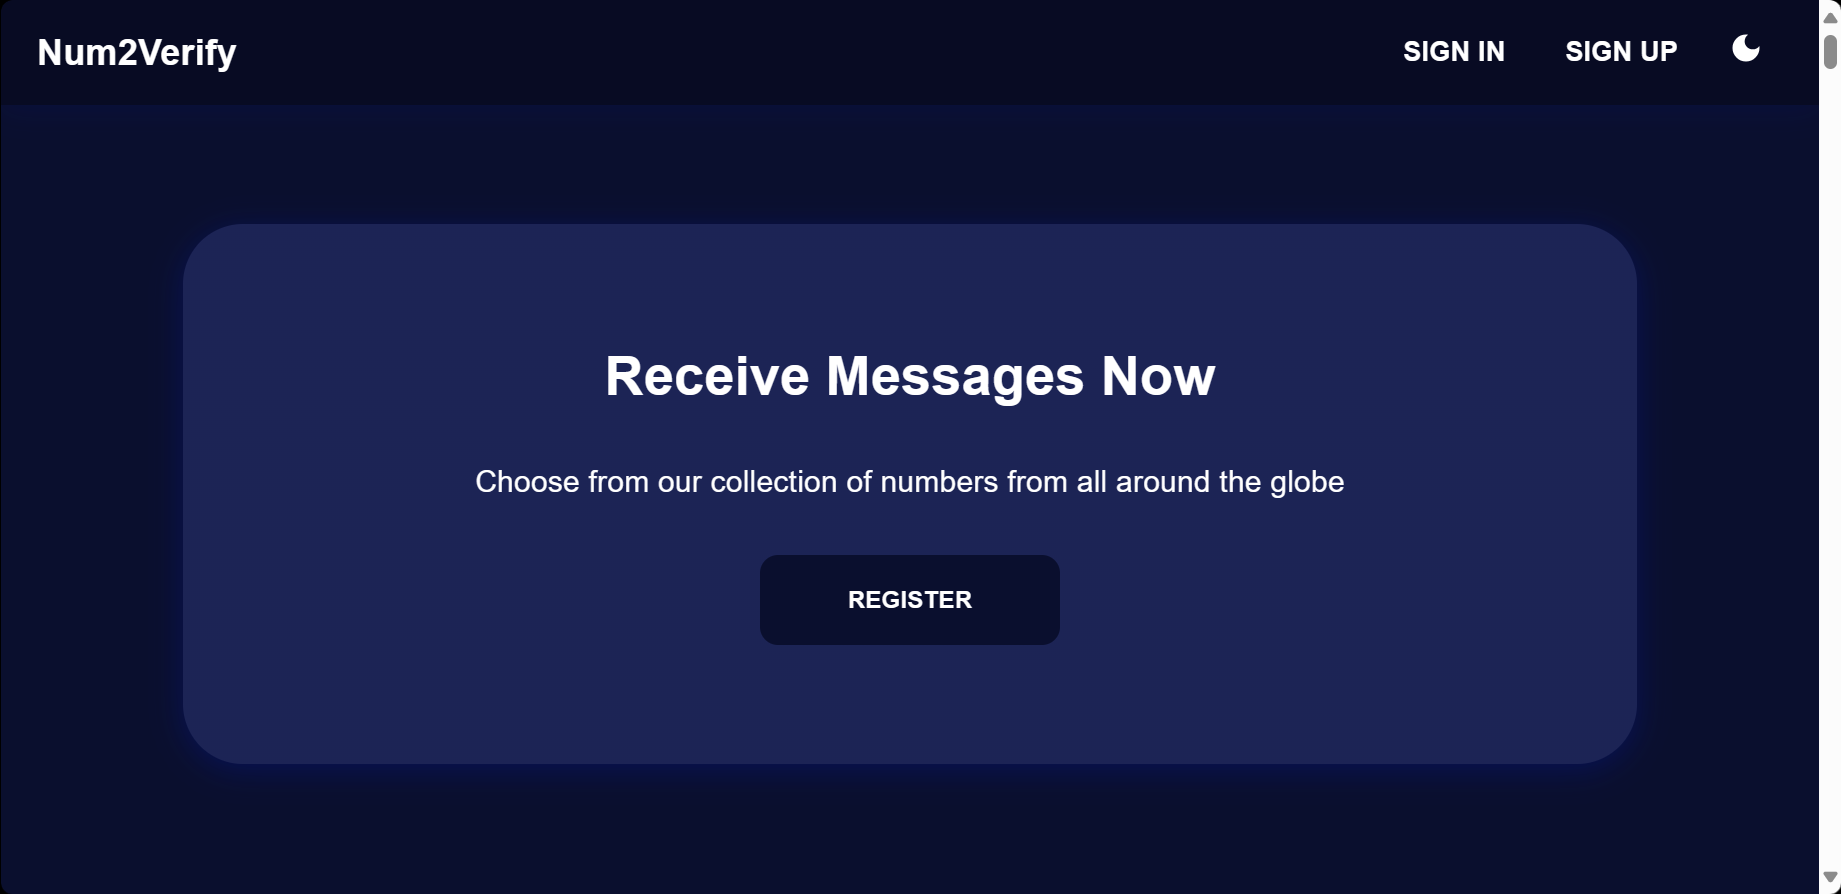 Num2Verify
SIGN IN
SIGN UP
Receive Messages Now
Choose from our collection of numbers from all around the globe
REGISTER